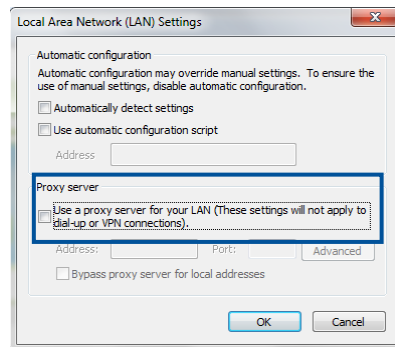 Local Area Network (LAN) Settings
Automatic configuration
Automatic configuration may override manual settings. To ensure the
use of manual settings, disable automatic configuration.
Automatically detect settings
Use automatic configuration script
Address
Proxy server
Use a proxy server for your LAN (These settings will not apply to
dial-up or VPN connections).
Address:
Port:
Advanced
Bypass proxy server for local addresses
OK
Cancel